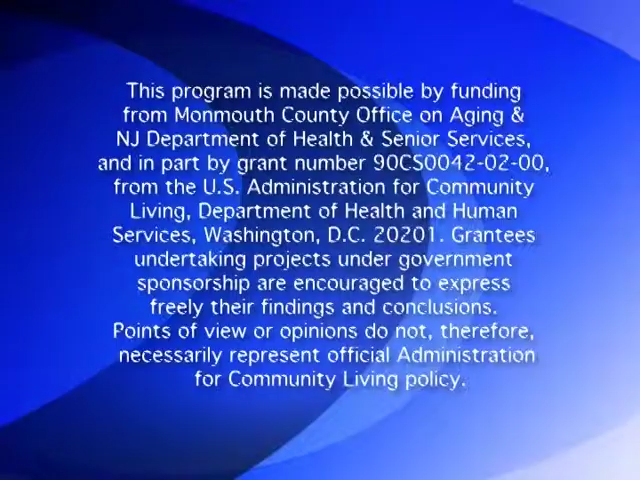 This program is made possible by funding
from Monmouth County Office on Aging &
NJ Department of Health & Senior Services,
and in part by grant number 90CS0042-02-00,
from the U.S. Administration for Community
Living, Department of Health and Human
Services, Washington, D.C. 20201. Grantees
undertaking projects under government
sponsorship are encouraged to express
freely their findings and conclusions.
Points of view or opinions do not, therefore,
necessarily represent official Administration
for Community Living policy.